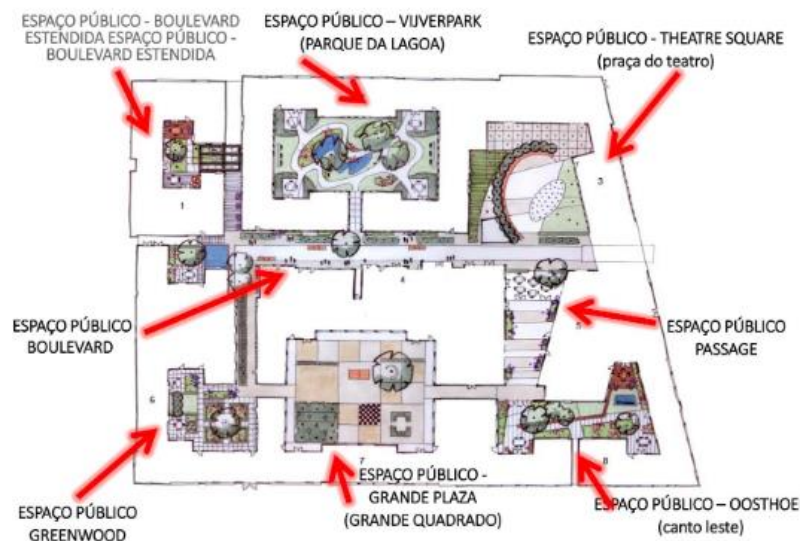 ESPAÇO PÚBLICO - BOULEVARD
ESTENDIDA ESPAÇO PÚBLICO -
BOULEVARD ESTENDIDA
ESPAÇO PÚBLICO – VIJVERPARK
(PARQUE DA LAGOA)
ESPAÇO PÚBLICO - THEATRE SQUARE
(praça do teatro)
1
3
4
ESPAÇO PÚBLICO
BOULEVARD
ESPAÇO PÚBLICO
PASSAGE
5
6
7
8
ESPAÇO PÚBLICO
GREENWOOD
ESPAÇO PÚBLICO -
GRANDE PLAZA
(GRANDE QUADRADO)
ESPAÇO PÚBLICO – OOSTHOE
(canto leste)